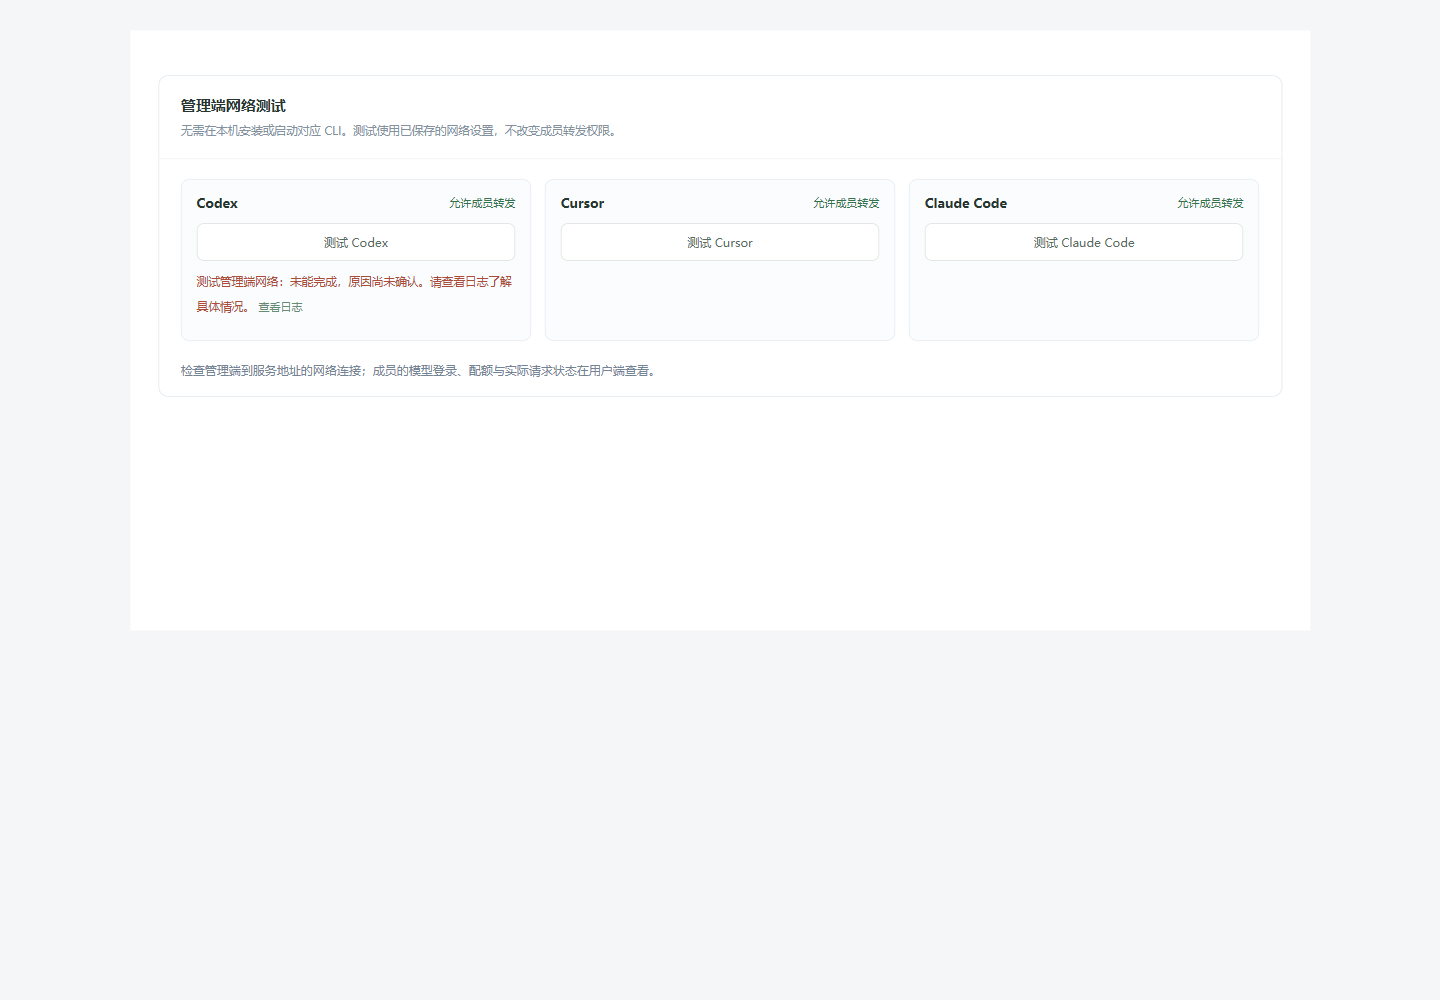 管理端网络测试
无需在本机安装或启动对应 CLI。测试使用已保存的网络设置，不改变成员转发权限。
Codex
允许成员转发
测试 Codex
测试管理端网络：未能完成，原因尚未确认。请查看日志了解
具体情况。 查看日志
Cursor
允许成员转发
测试 Cursor
Claude Code
允许成员转发
测试 Claude Code
检查管理端到服务地址的网络连接；成员的模型登录、配额与实际请求状态在用户端查看。